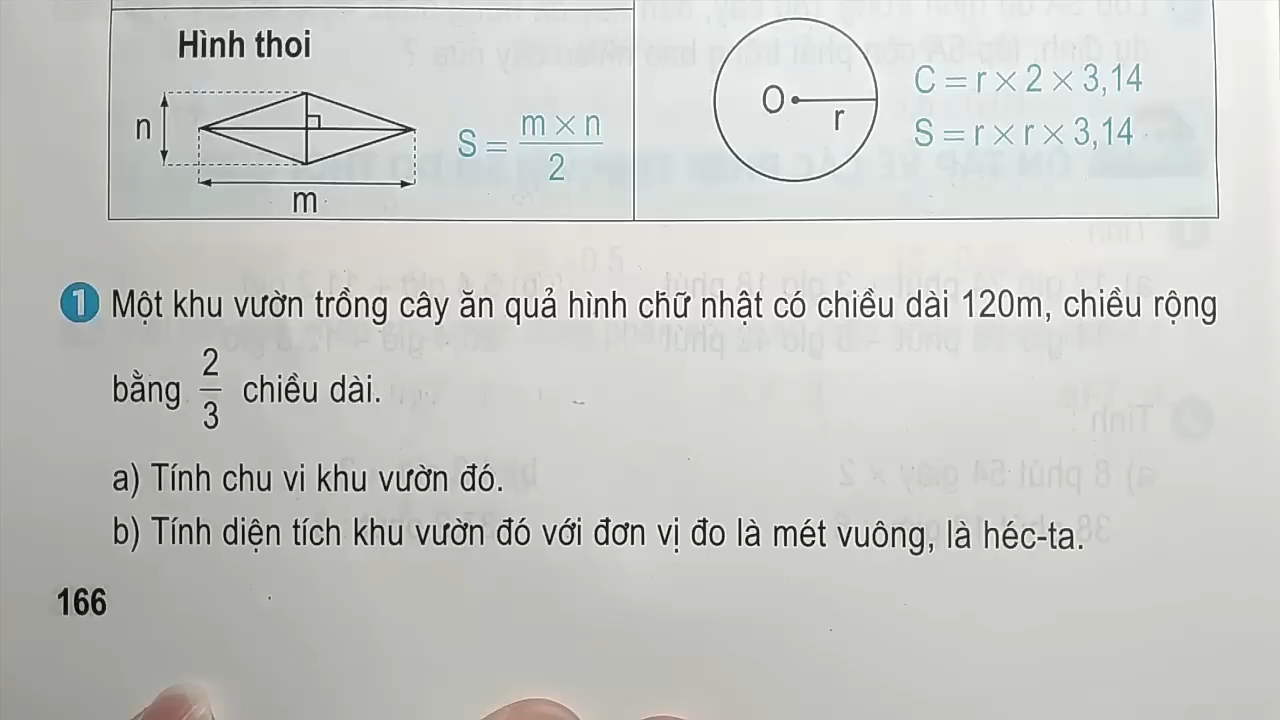 Hình thoi
n
m
S = m × n / 2
O
r
C = r × 2 × 3,14
S = r × r × 3,14
1 Một khu vườn trồng cây ăn quả hình chữ nhật có chiều dài 120m, chiều rộng
bằng 2/3 chiều dài.
a) Tính chu vi khu vườn đó.
b) Tính diện tích khu vườn đó với đơn vị đo là mét vuông, là héc-ta.
166